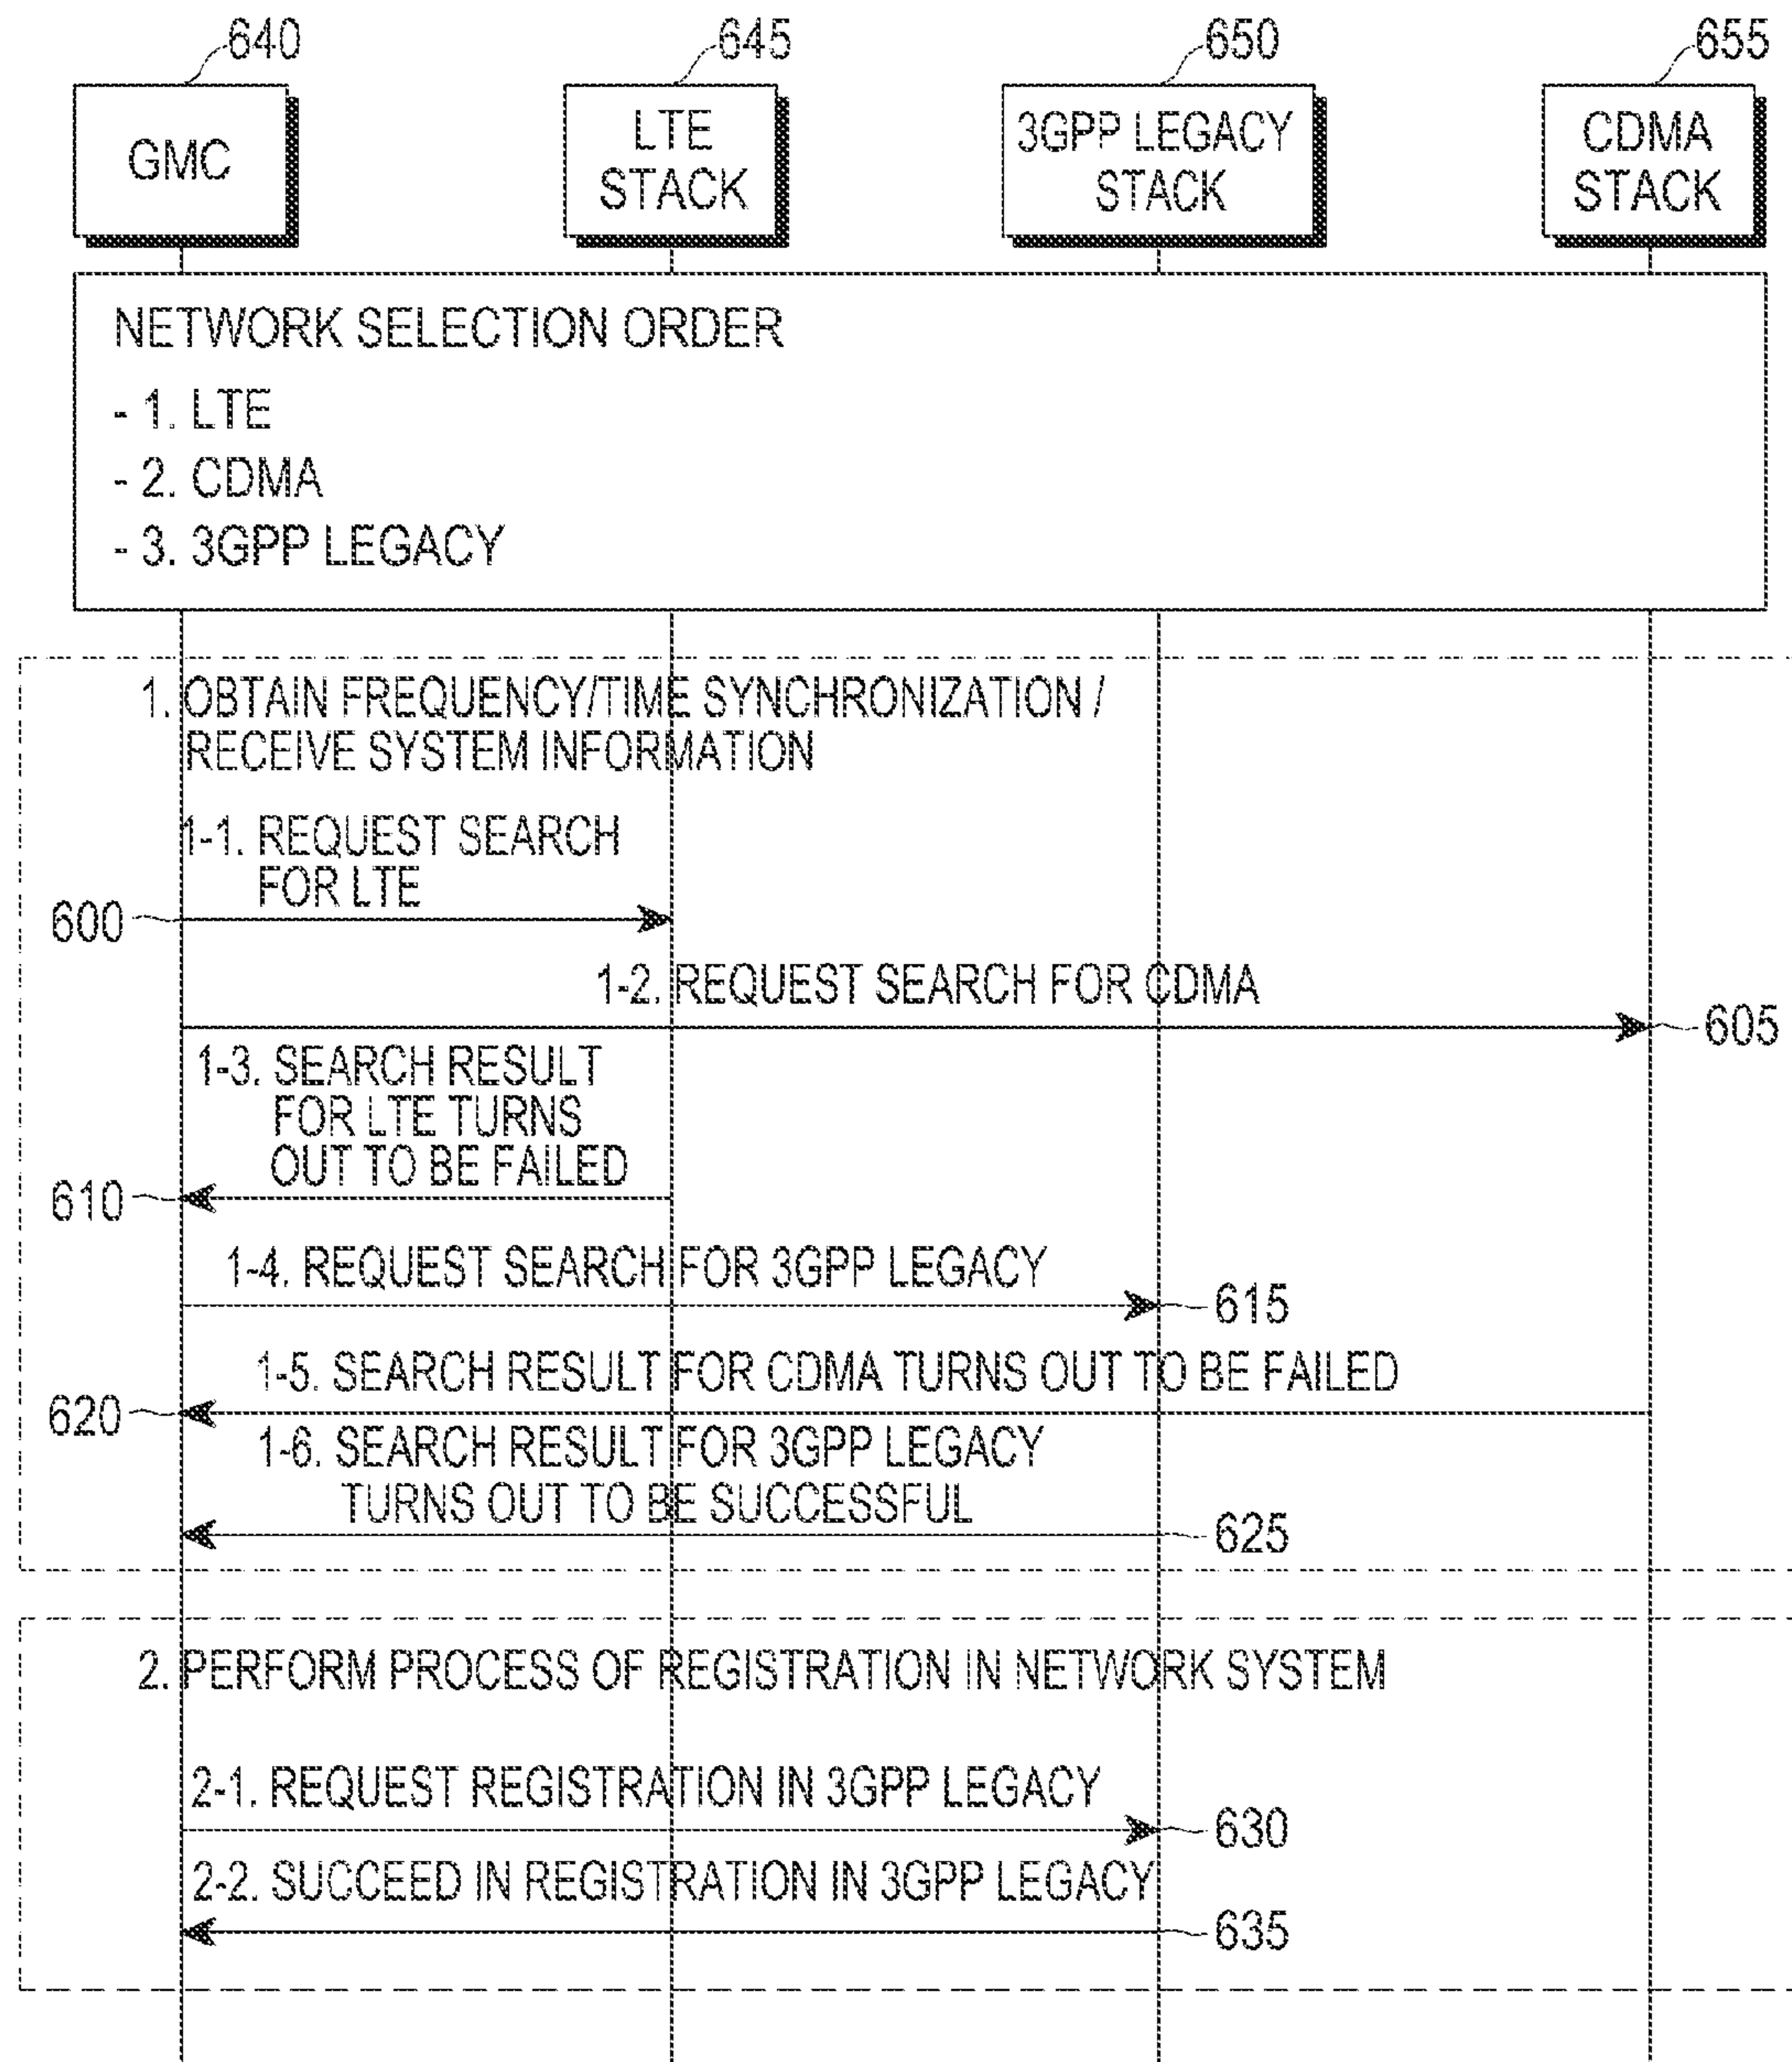 640
645
650
655
GMC
LTE
STACK
3GPP LEGACY
STACK
CDMA
STACK
NETWORK SELECTION ORDER
- 1. LTE
- 2. CDMA
- 3. 3GPP LEGACY
1. OBTAIN FREQUENCY/TIME SYNCHRONIZATION /
RECEIVE SYSTEM INFORMATION
1-1. REQUEST SEARCH
FOR LTE
600
1-2. REQUEST SEARCH FOR CDMA
605
1-3. SEARCH RESULT
FOR LTE TURNS
OUT TO BE FAILED
610
1-4. REQUEST SEARCH FOR 3GPP LEGACY
615
1-5. SEARCH RESULT FOR CDMA TURNS OUT TO BE FAILED
620
1-6. SEARCH RESULT FOR 3GPP LEGACY
TURNS OUT TO BE SUCCESSFUL
625
2. PERFORM PROCESS OF REGISTRATION IN NETWORK SYSTEM
2-1. REQUEST REGISTRATION IN 3GPP LEGACY
630
2-2. SUCCEED IN REGISTRATION IN 3GPP LEGACY
635